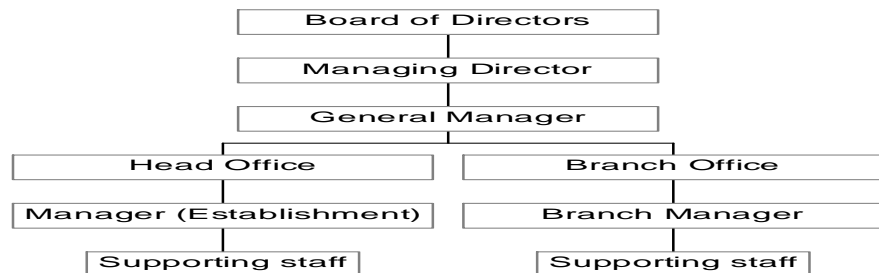 Board of Directors
Managing Director
General Manager
Head Office
Branch Office
Manager (Establishment)
Branch Manager
Supporting staff
Supporting staff